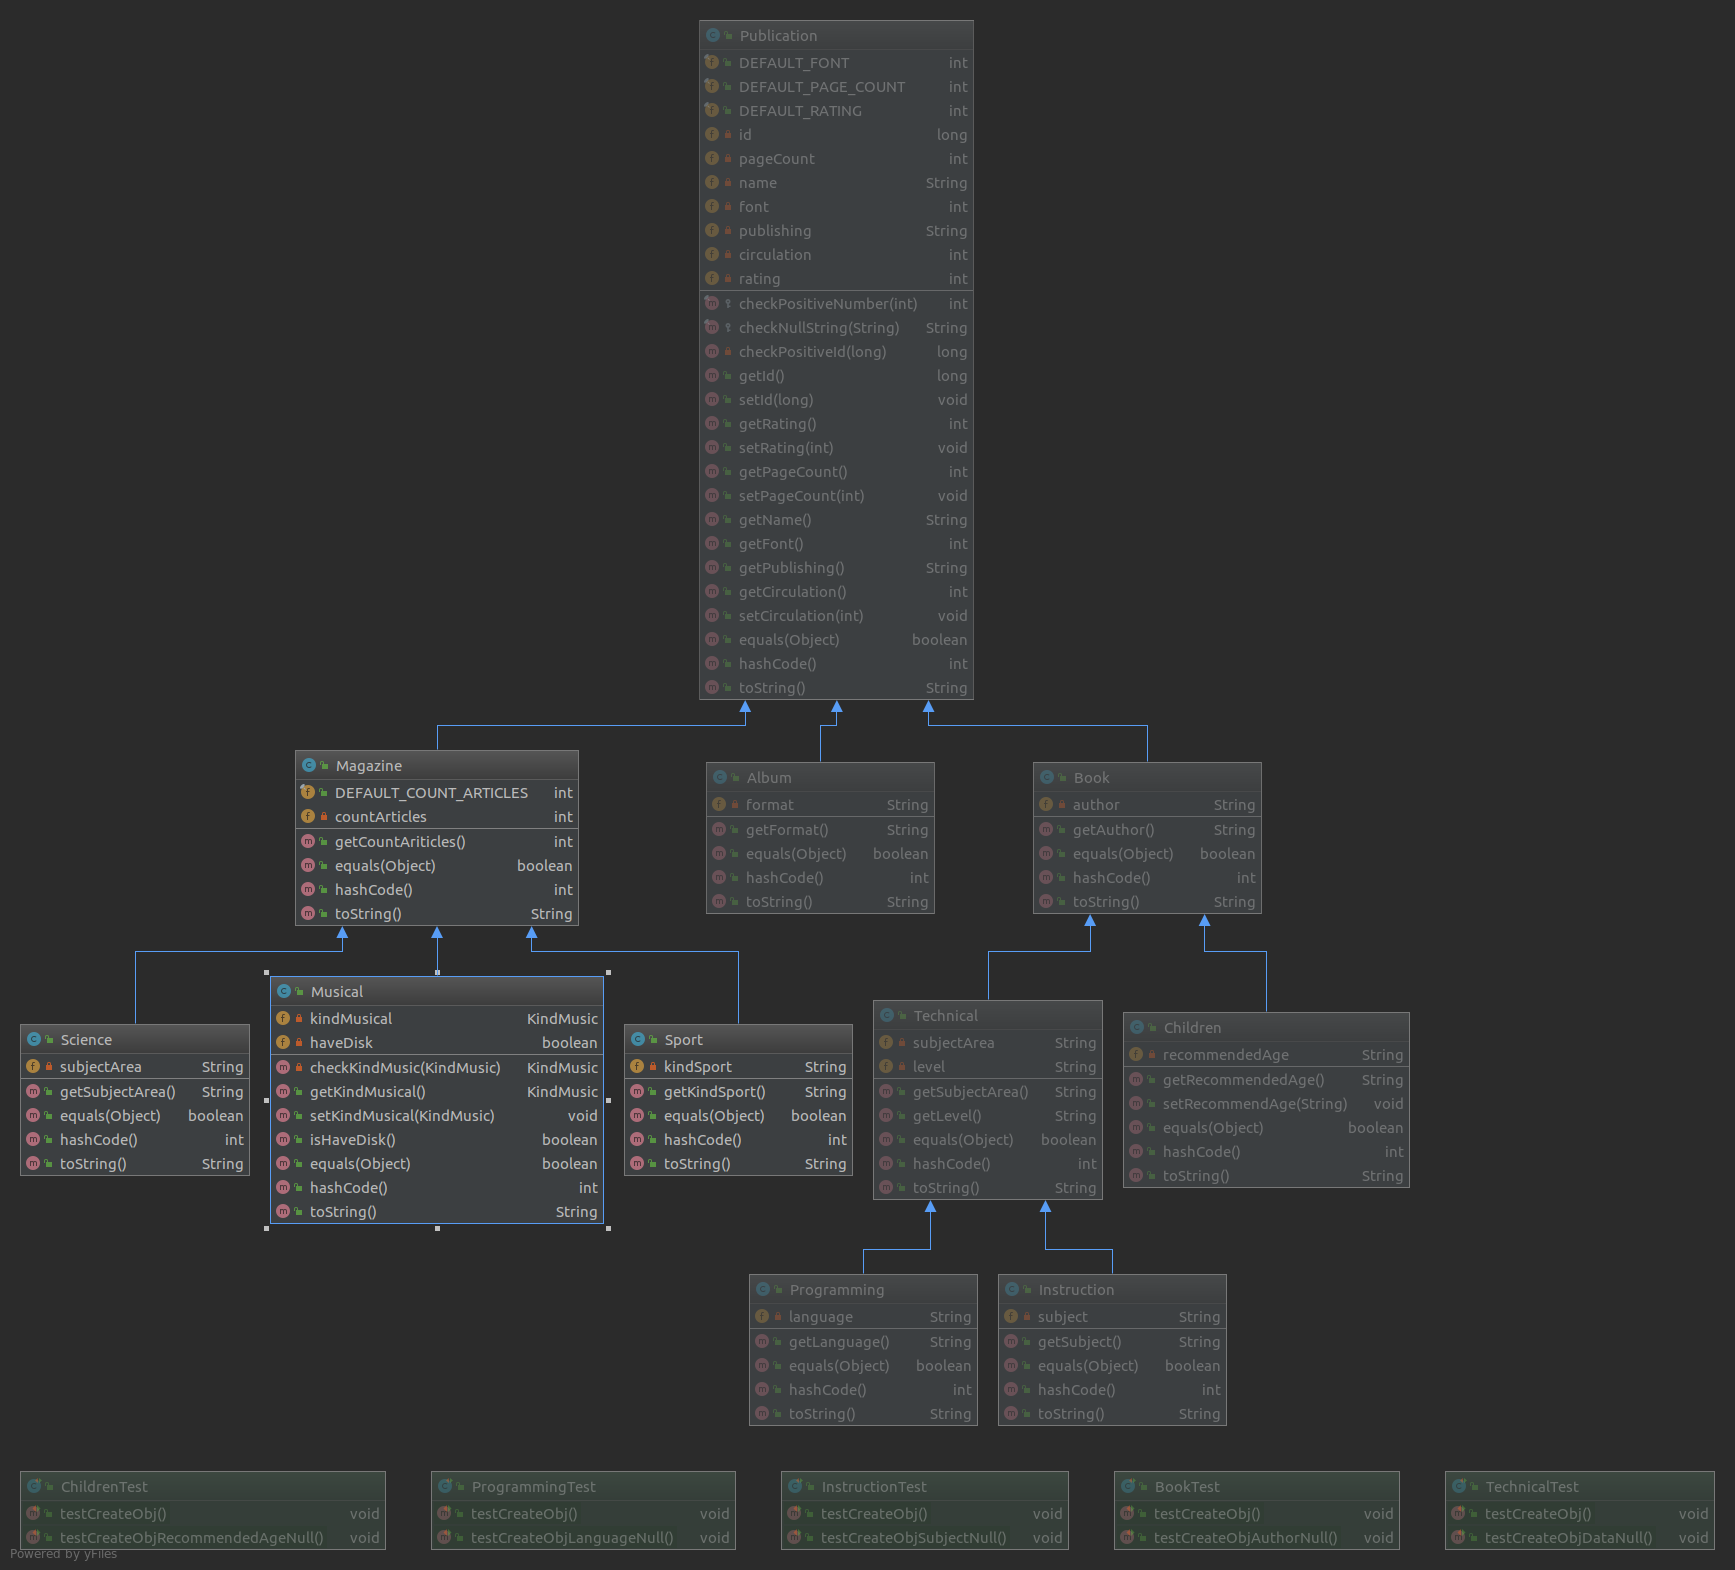 Publication
DEFAULT_FONT int
DEFAULT_PAGE_COUNT int
DEFAULT_RATING int
id long
pageCount int
name String
font int
publishing String
circulation int
rating int
checkPositiveNumber(int) int
checkNullString(String) String
checkPositiveId(long) long
getId() long
setId(long) void
getRating() int
setRating(int) void
getPageCount() int
setPageCount(int) void
getName() String
getFont() int
getPublishing() String
getCirculation() int
setCirculation(int) void
equals(Object) boolean
hashCode() int
toString() String
Magazine
DEFAULT_COUNT_ARTICLES int
countArticles int
getCountAriticles() int
equals(Object) boolean
hashCode() int
toString() String
Album
format String
getFormat() String
equals(Object) boolean
hashCode() int
toString() String
Book
author String
getAuthor() String
equals(Object) boolean
hashCode() int
toString() String
Science
subjectArea String
getSubjectArea() String
equals(Object) boolean
hashCode() int
toString() String
Musical
kindMusical KindMusic
haveDisk boolean
checkKindMusic(KindMusic) KindMusic
getKindMusical() KindMusic
setKindMusical(KindMusic) void
isHaveDisk() boolean
equals(Object) boolean
hashCode() int
toString() String
Sport
kindSport String
getKindSport() String
equals(Object) boolean
hashCode() int
toString() String
Technical
subjectArea String
level String
getSubjectArea() String
getLevel() String
equals(Object) boolean
hashCode() int
toString() String
Children
recommendedAge String
getRecommendedAge() String
setRecommendAge(String) void
equals(Object) boolean
hashCode() int
toString() String
Programming
language String
getLanguage() String
equals(Object) boolean
hashCode() int
toString() String
Instruction
subject String
getSubject() String
equals(Object) boolean
hashCode() int
toString() String
ChildrenTest
testCreateObj() void
testCreateObjRecommendedAgeNull() void
ProgrammingTest
testCreateObj() void
testCreateObjLanguageNull() void
InstructionTest
testCreateObj() void
testCreateObjSubjectNull() void
BookTest
testCreateObj() void
testCreateObjAuthorNull() void
TechnicalTest
testCreateObj() void
testCreateObjDataNull() void
Powered by yFiles